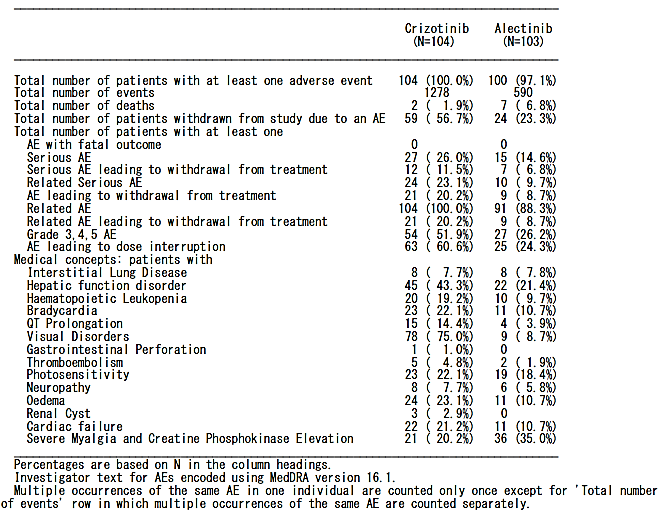 Crizotinib Alectinib
(N=104) (N=103)
Total number of patients with at least one adverse event 104 (100.0%) 100 (97.1%)
Total number of events 1278 590
Total number of deaths 2 ( 1.9%) 7 ( 6.8%)
Total number of patients withdrawn from study due to an AE 59 ( 56.7%) 24 (23.3%)
Total number of patients with at least one
AE with fatal outcome 0 0
Serious AE 27 ( 26.0%) 15 (14.6%)
Serious AE leading to withdrawal from treatment 12 ( 11.5%) 7 ( 6.8%)
Related Serious AE 24 ( 23.1%) 10 ( 9.7%)
AE leading to withdrawal from treatment 21 ( 20.2%) 9 ( 8.7%)
Related AE 104 (100.0%) 91 (88.3%)
Related AE leading to withdrawal from treatment 21 ( 20.2%) 9 ( 8.7%)
Grade 3,4,5 AE 54 ( 51.9%) 27 (26.2%)
AE leading to dose interruption 63 ( 60.6%) 25 (24.3%)
Medical concepts: patients with
Interstitial Lung Disease 8 ( 7.7%) 8 ( 7.8%)
Hepatic function disorder 45 ( 43.3%) 22 (21.4%)
Haematopoietic Leukopenia 20 ( 19.2%) 10 ( 9.7%)
Bradycardia 23 ( 22.1%) 11 (10.7%)
QT Prolongation 15 ( 14.4%) 4 ( 3.9%)
Visual Disorders 78 ( 75.0%) 9 ( 8.7%)
Gastrointestinal Perforation 1 ( 1.0%) 0
Thromboembolism 5 ( 4.8%) 2 ( 1.9%)
Photosensitivity 23 ( 22.1%) 19 (18.4%)
Neuropathy 8 ( 7.7%) 6 ( 5.8%)
Oedema 24 ( 23.1%) 11 (10.7%)
Renal Cyst 3 ( 2.9%) 0
Cardiac failure 22 ( 21.2%) 11 (10.7%)
Severe Myalgia and Creatine Phosphokinase Elevation 21 ( 20.2%) 36 (35.0%)
Percentages are based on N in the column headings.
Investigator text for AEs encoded using MedDRA version 16.1.
Multiple occurrences of the same AE in one individual are counted only once except for 'Total number
of events' row in which multiple occurrences of the same AE are counted separately.